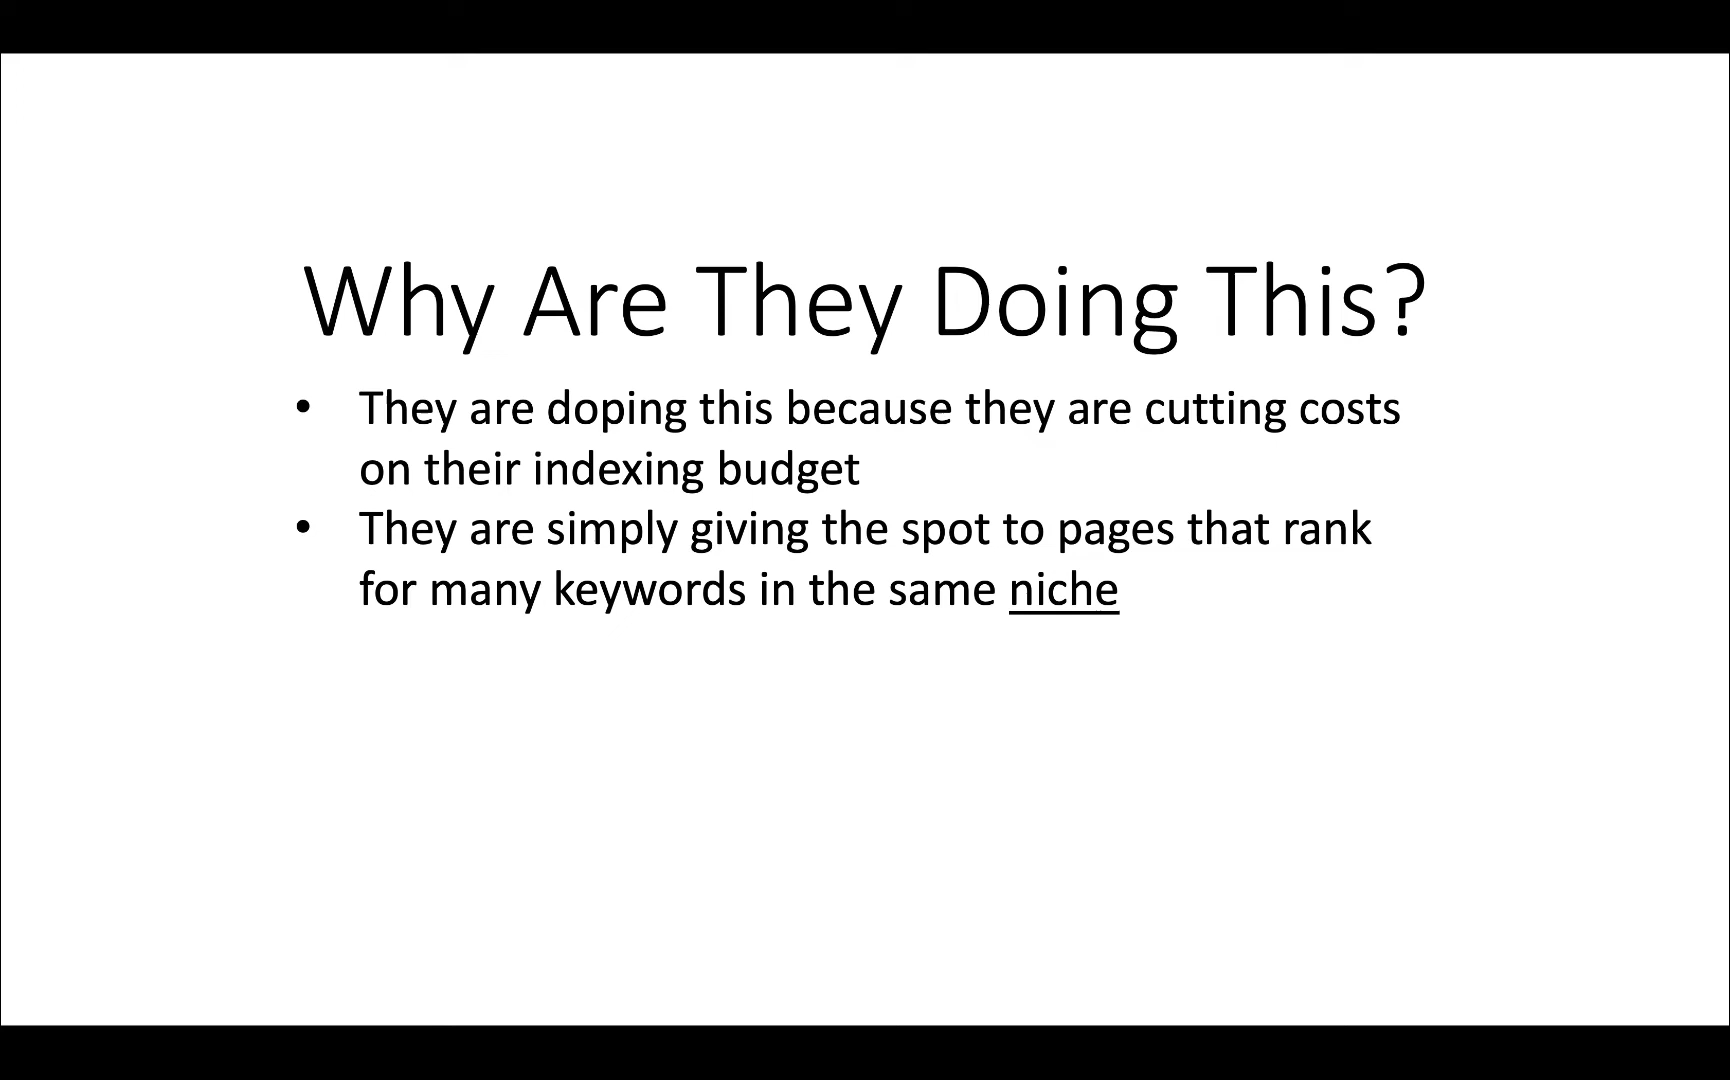 Why Are They Doing This?
• They are doping this because they are cutting costs
on their indexing budget
• They are simply giving the spot to pages that rank
for many keywords in the same niche